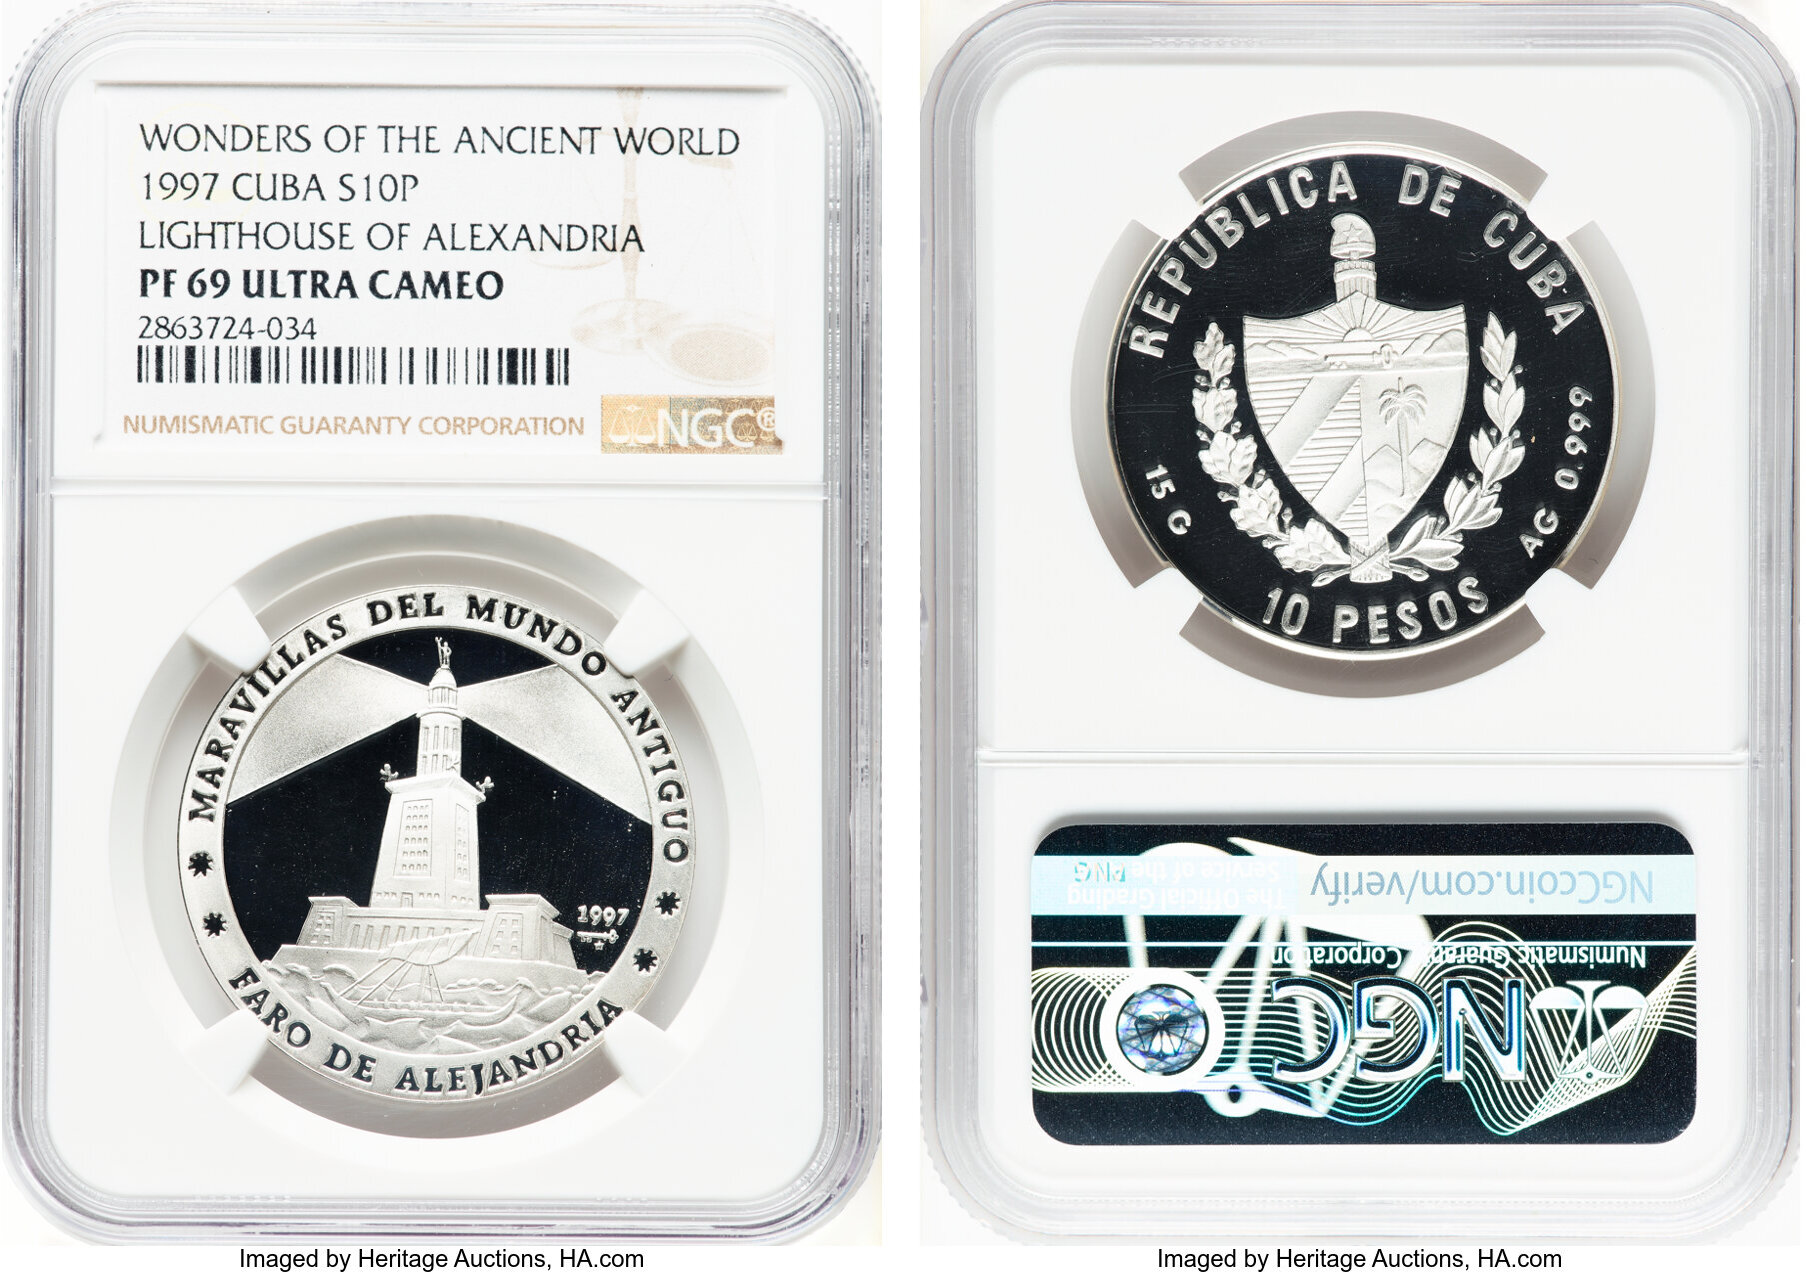 WONDERS OF THE ANCIENT WORLD
1997 CUBA S10P
LIGHTHOUSE OF ALEXANDRIA
PF 69 ULTRA CAMEO
2863724-034
NUMISMATIC GUARANTY CORPORATION
NGC®
MARAVILLAS DEL MUNDO ANTIGUO
1997
FARO DE ALEJANDRIA
Imaged by Heritage Auctions, HA.com
REPUBLICA DE CUBA
15 G
AG 0.999
10 PESOS
NGC
Numismatic Guaranty Corporation
NGCcoin.com/verify
The Official Grading
Service of the
Imaged by Heritage Auctions, HA.com